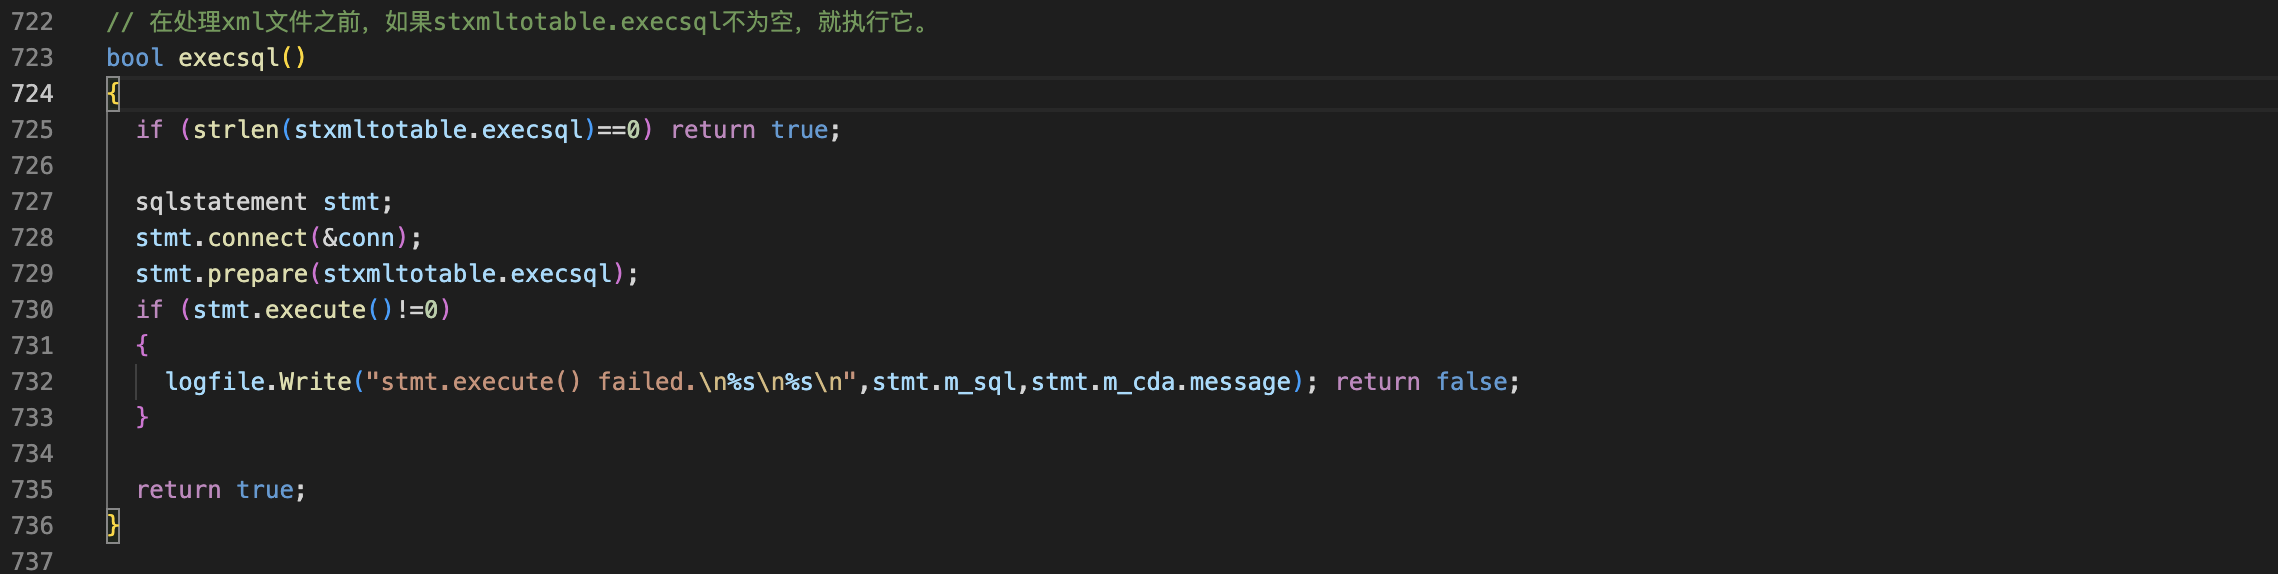 722 // 在处理xml文件之前，如果stxmltotable.execsql不为空，就执行它。
723 bool execsql()
724 {
725   if (strlen(stxmltotable.execsql)==0) return true;
726
727   sqlstatement stmt;
728   stmt.connect(&conn);
729   stmt.prepare(stxmltotable.execsql);
730   if (stmt.execute()!=0)
731   {
732     logfile.Write("stmt.execute() failed.\n%s\n%s\n",stmt.m_sql,stmt.m_cda.message); return false;
733   }
734
735   return true;
736 }
737